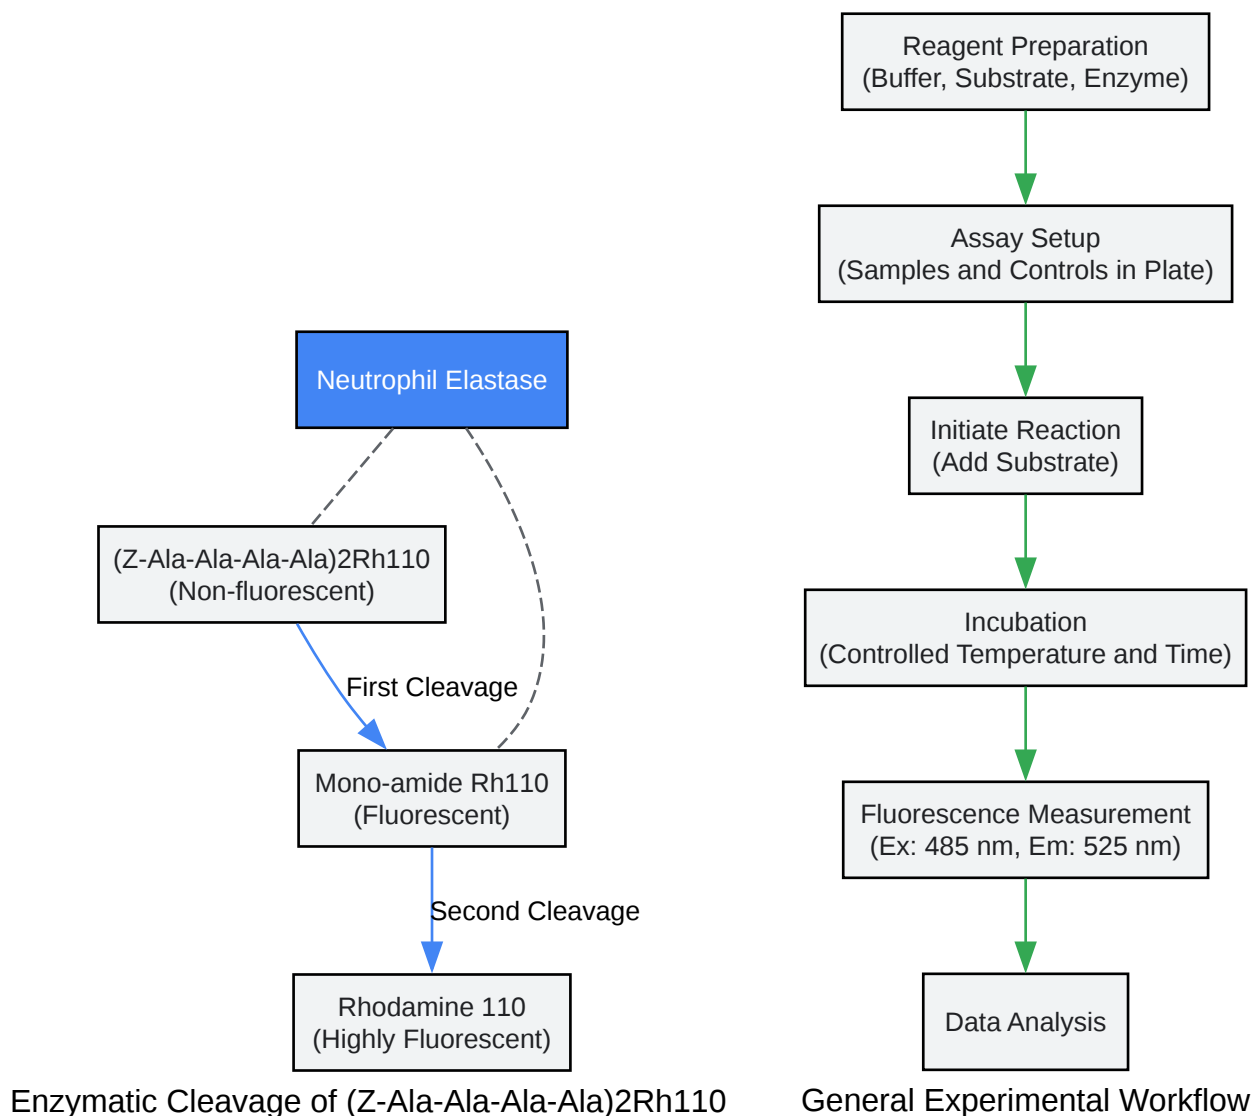 Neutrophil Elastase
(Z-Ala-Ala-Ala-Ala)2Rh110
(Non-fluorescent)
First Cleavage
Mono-amide Rh110
(Fluorescent)
Second Cleavage
Rhodamine 110
(Highly Fluorescent)
Enzymatic Cleavage of (Z-Ala-Ala-Ala-Ala)2Rh110
Reagent Preparation
(Buffer, Substrate, Enzyme)
Assay Setup
(Samples and Controls in Plate)
Initiate Reaction
(Add Substrate)
Incubation
(Controlled Temperature and Time)
Fluorescence Measurement
(Ex: 485 nm, Em: 525 nm)
Data Analysis
General Experimental Workflow